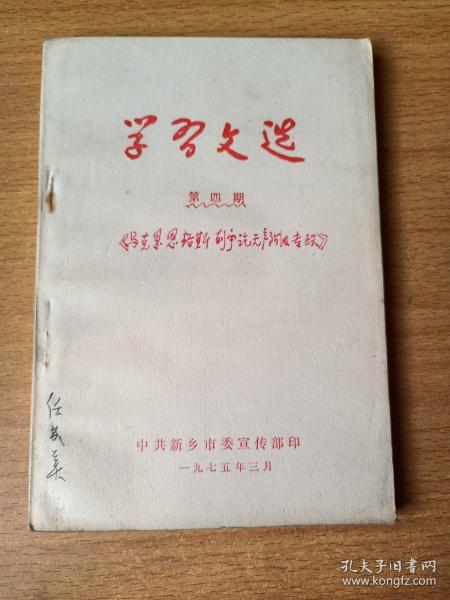 学习文选
第四期
《马克思恩格斯列宁论无产阶级专政》
中共新乡市委宣传部印
一九七五年三月
任
孔夫子旧书网
www.kongfz.com